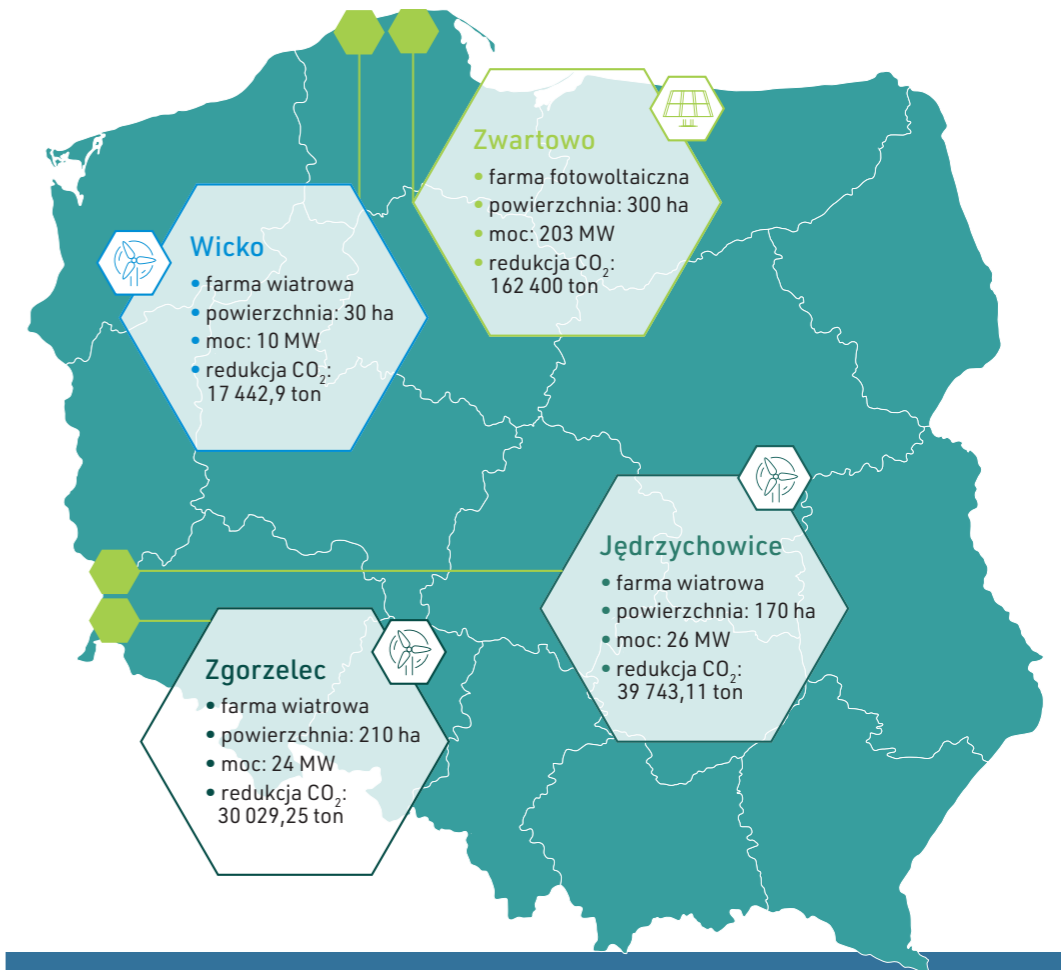 Zwartowo
• farma fotowoltaiczna
• powierzchnia: 300 ha
• moc: 203 MW
• redukcja CO₂:
162 400 ton
Wicko
• farma wiatrowa
• powierzchnia: 30 ha
• moc: 10 MW
• redukcja CO₂:
17 442,9 ton
Jędrzychowice
• farma wiatrowa
• powierzchnia: 170 ha
• moc: 26 MW
• redukcja CO₂:
39 743,11 ton
Zgorzelec
• farma wiatrowa
• powierzchnia: 210 ha
• moc: 24 MW
• redukcja CO₂:
30 029,25 ton